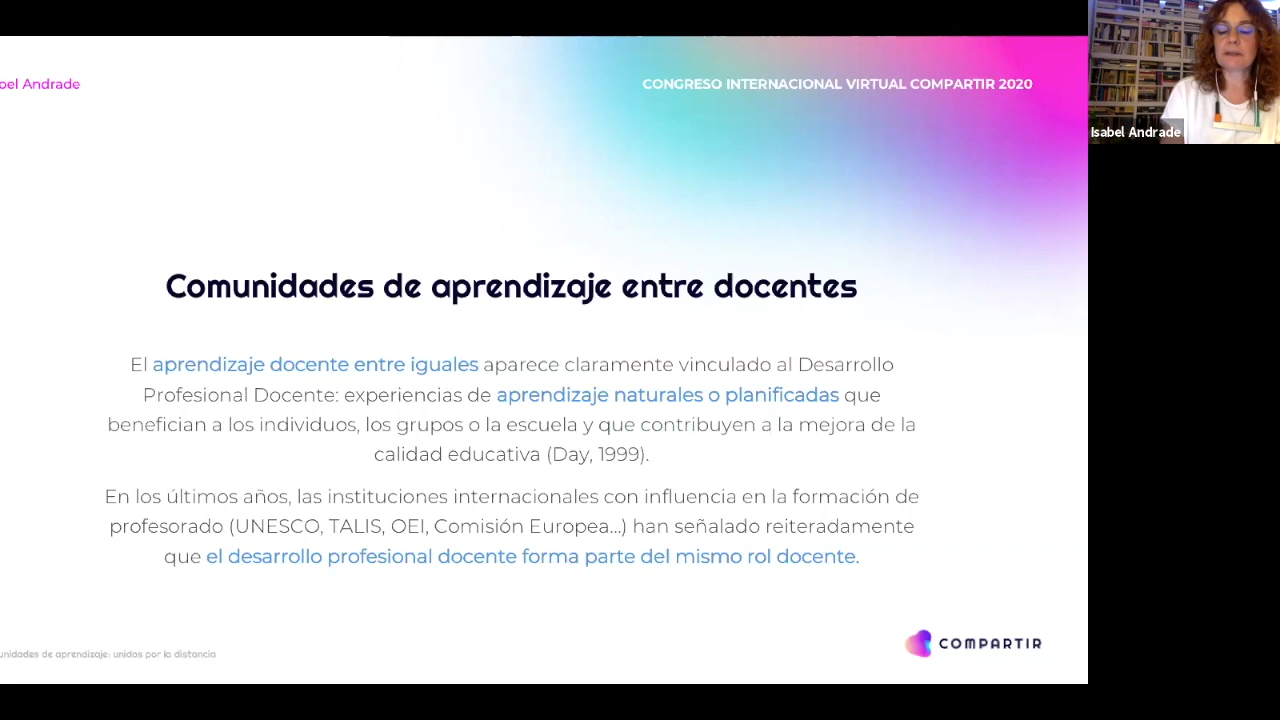 Andrade
CONGRESO INTERNACIONAL VIRTUAL COMPARTIR 2020
Isabel Andrade
Comunidades de aprendizaje entre docentes
El aprendizaje docente entre iguales aparece claramente vinculado al Desarrollo
Profesional Docente: experiencias de aprendizaje naturales o planificadas que
benefician a los individuos, los grupos o la escuela y que contribuyen a la mejora de la
calidad educativa (Day, 1999).
En los últimos años, las instituciones internacionales con influencia en la formación de
profesorado (UNESCO, TALIS, OEI, Comisión Europea...) han señalado reiteradamente
que el desarrollo profesional docente forma parte del mismo rol docente.
de aprendizaje: unidos por la distancia
COMPARTIR